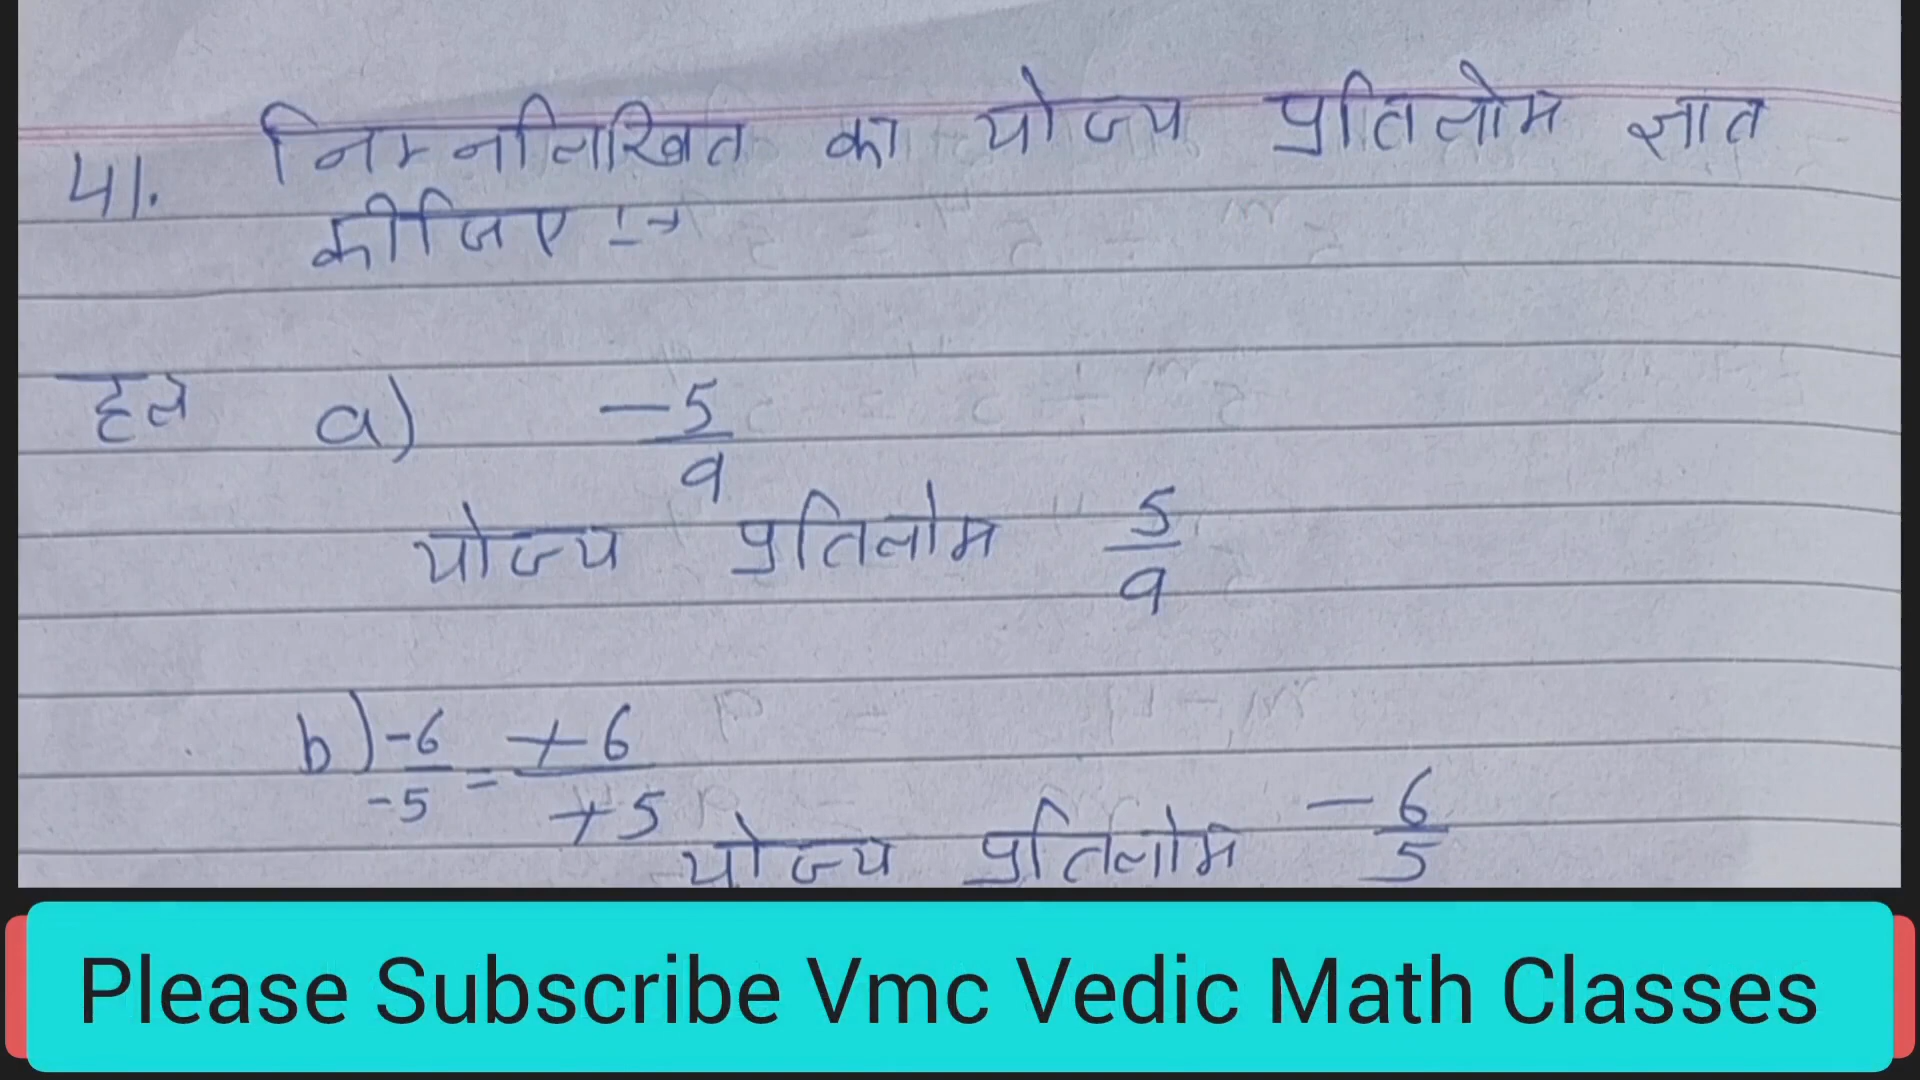 41. निम्नलिखित का योज्य प्रतिलोम ज्ञात
कीजिए :→
हल a) -5/9
योज्य प्रतिलोम 5/9
b) -6/-5 = +6/+5
योज्य प्रतिलोम -6/5
Please Subscribe Vmc Vedic Math Classes